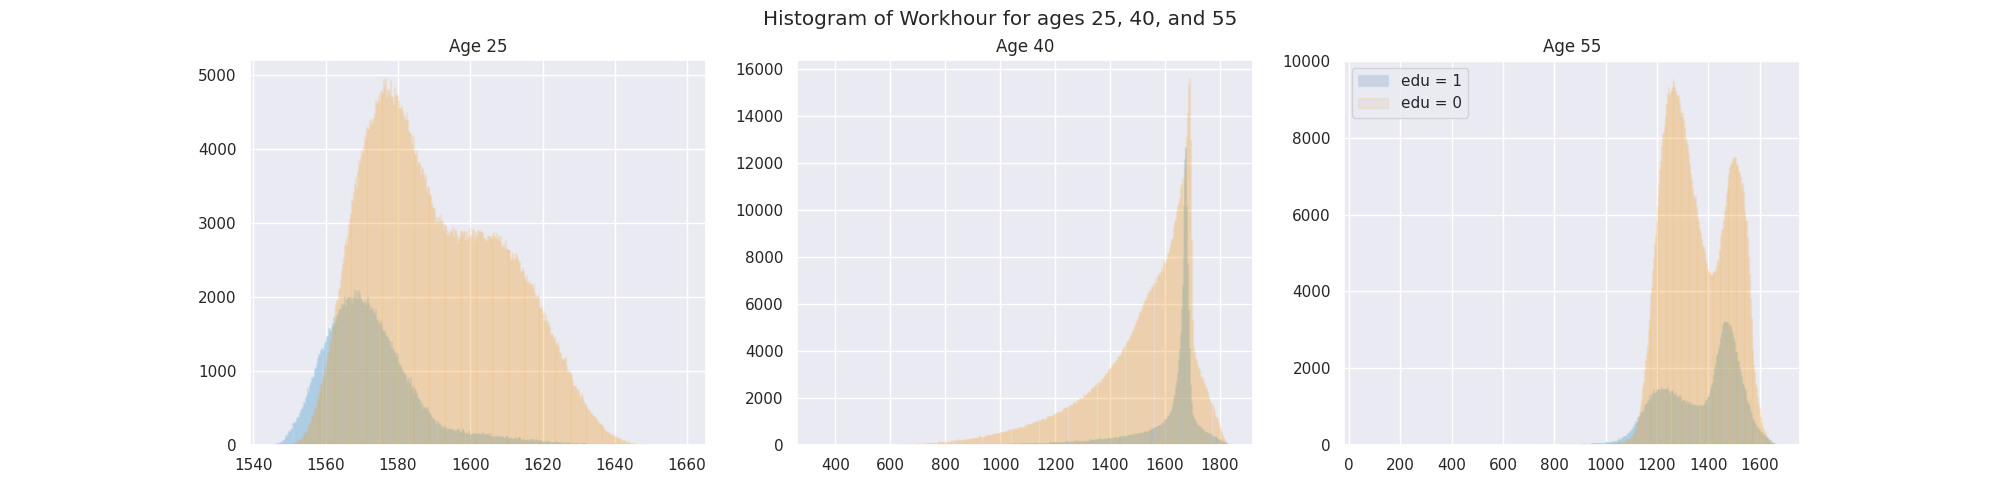 Histogram of Workhour for ages 25, 40, and 55
Age 25
5000
4000
3000
2000
1000
0
1540 1560 1580 1600 1620 1640 1660
Age 40
16000
14000
12000
10000
8000
6000
4000
2000
0
400 600 800 1000 1200 1400 1600 1800
Age 55
10000
8000
6000
4000
2000
0
0 200 400 600 800 1000 1200 1400 1600
edu = 1
edu = 0